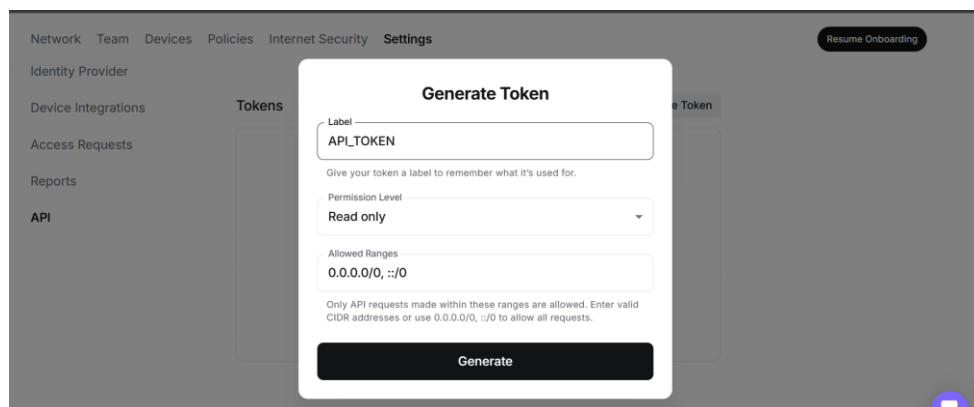 Network Team Devices Policies Internet Security Settings Resume Onboarding
Identity Provider
Device Integrations
Access Requests
Reports
API
Tokens
e Token
Generate Token
Label
API_TOKEN
Give your token a label to remember what it's used for.
Permission Level
Read only
Allowed Ranges
0.0.0.0/0, ::/0
Only API requests made within these ranges are allowed. Enter valid
CIDR addresses or use 0.0.0.0/0, ::/0 to allow all requests.
Generate